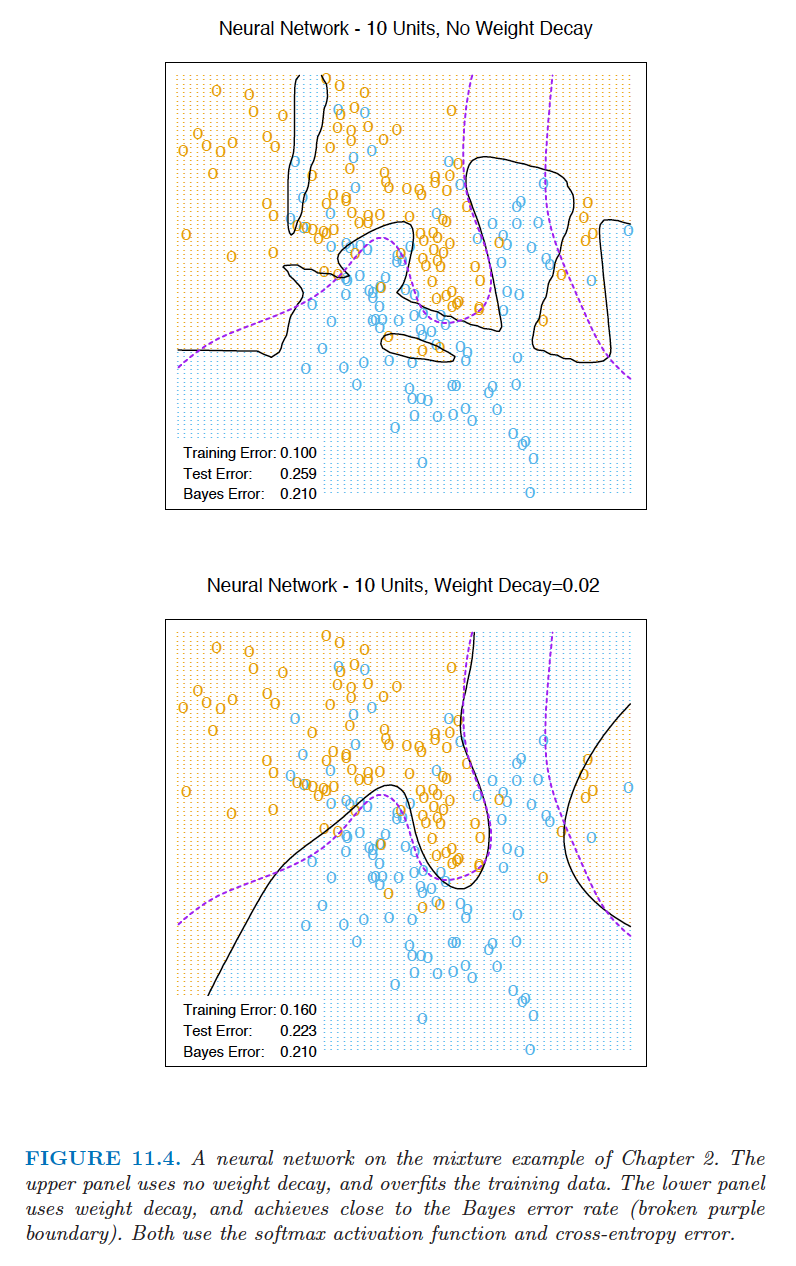 Neural Network - 10 Units, No Weight Decay
Training Error: 0.100
Test Error: 0.259
Bayes Error: 0.210
Neural Network - 10 Units, Weight Decay=0.02
Training Error: 0.160
Test Error: 0.223
Bayes Error: 0.210
FIGURE 11.4. A neural network on the mixture example of Chapter 2. The
upper panel uses no weight decay, and overfits the training data. The lower panel
uses weight decay, and achieves close to the Bayes error rate (broken purple
boundary). Both use the softmax activation function and cross-entropy error.